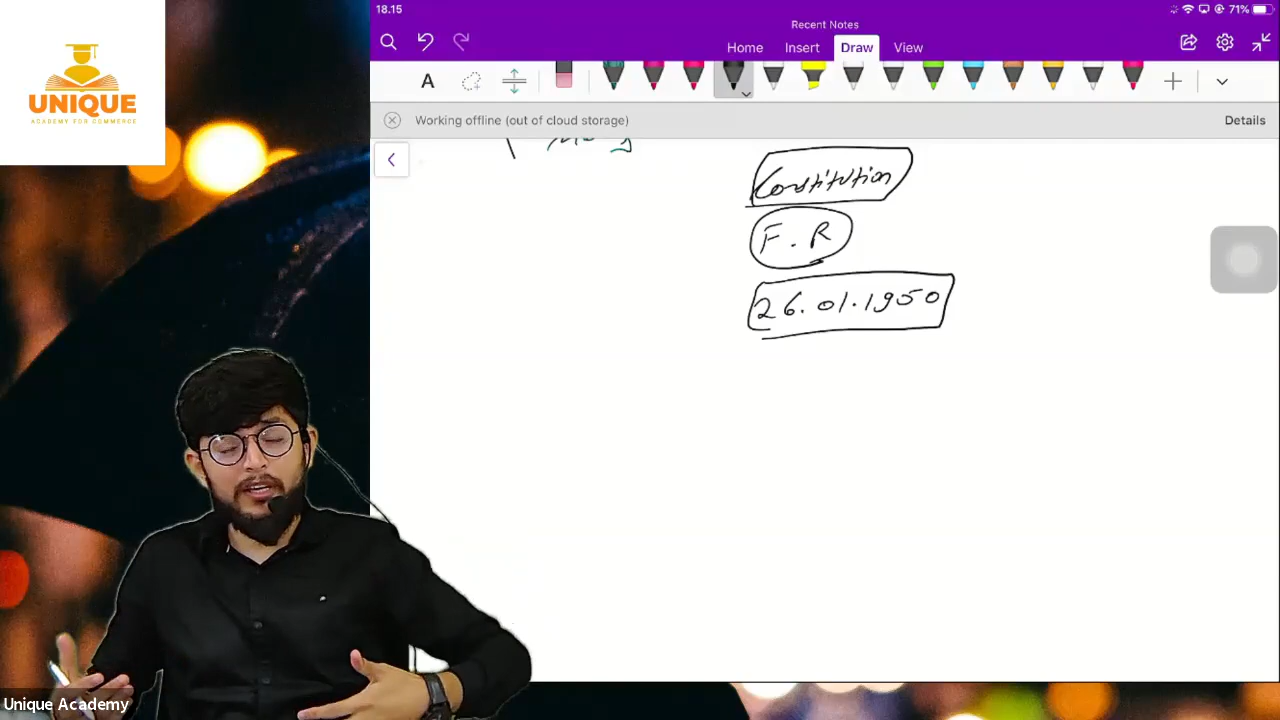 UNIQUE
ACADEMY FOR COMMERCE
18.15
71%
Recent Notes
Home Insert Draw View
A
Working offline (out of cloud storage)
Details
Constitution
F. R
26.01.1950
Unique Academy